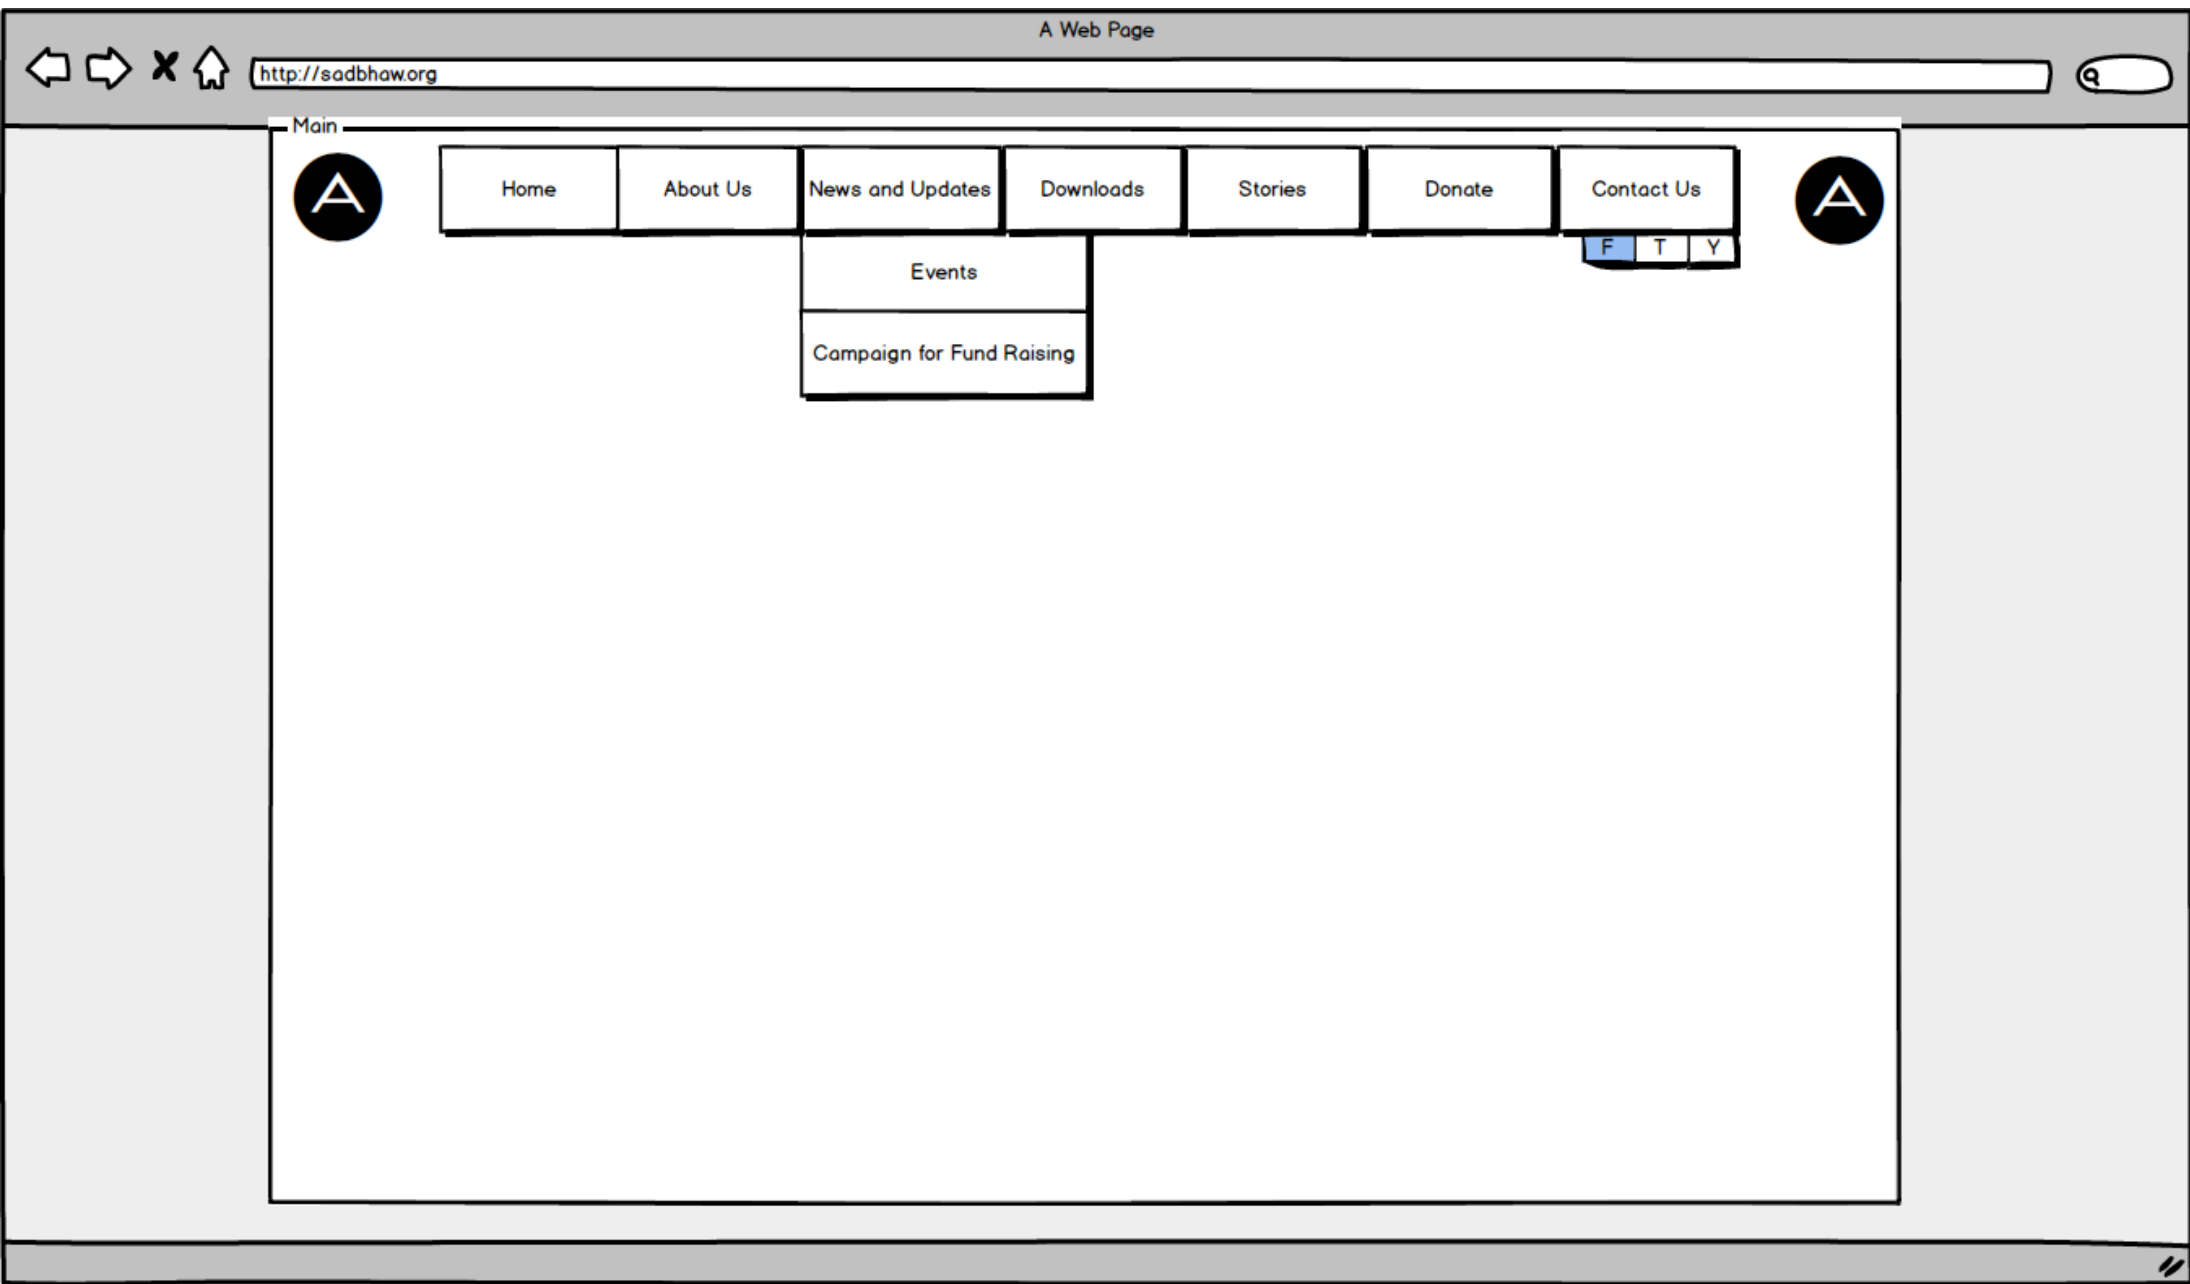 A Web Page
http://sadbhaw.org
Main
A
Home
About Us
News and Updates
Downloads
Stories
Donate
Contact Us
A
F T Y
Events
Campaign for Fund Raising